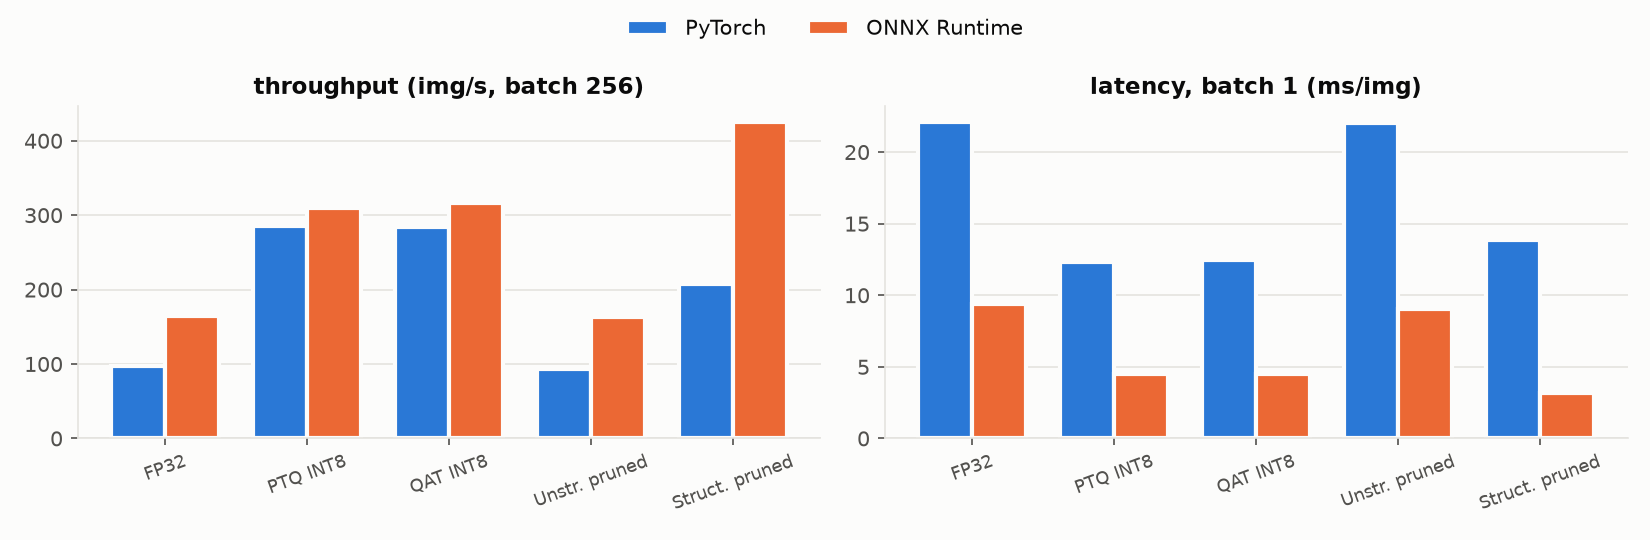 PyTorch
ONNX Runtime
throughput (img/s, batch 256)
400
300
200
100
0
FP32
PTQ INT8
QAT INT8
Unstr. pruned
Struct. pruned
latency, batch 1 (ms/img)
20
15
10
5
0
FP32
PTQ INT8
QAT INT8
Unstr. pruned
Struct. pruned